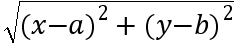 √(x−a)² + (y−b)²